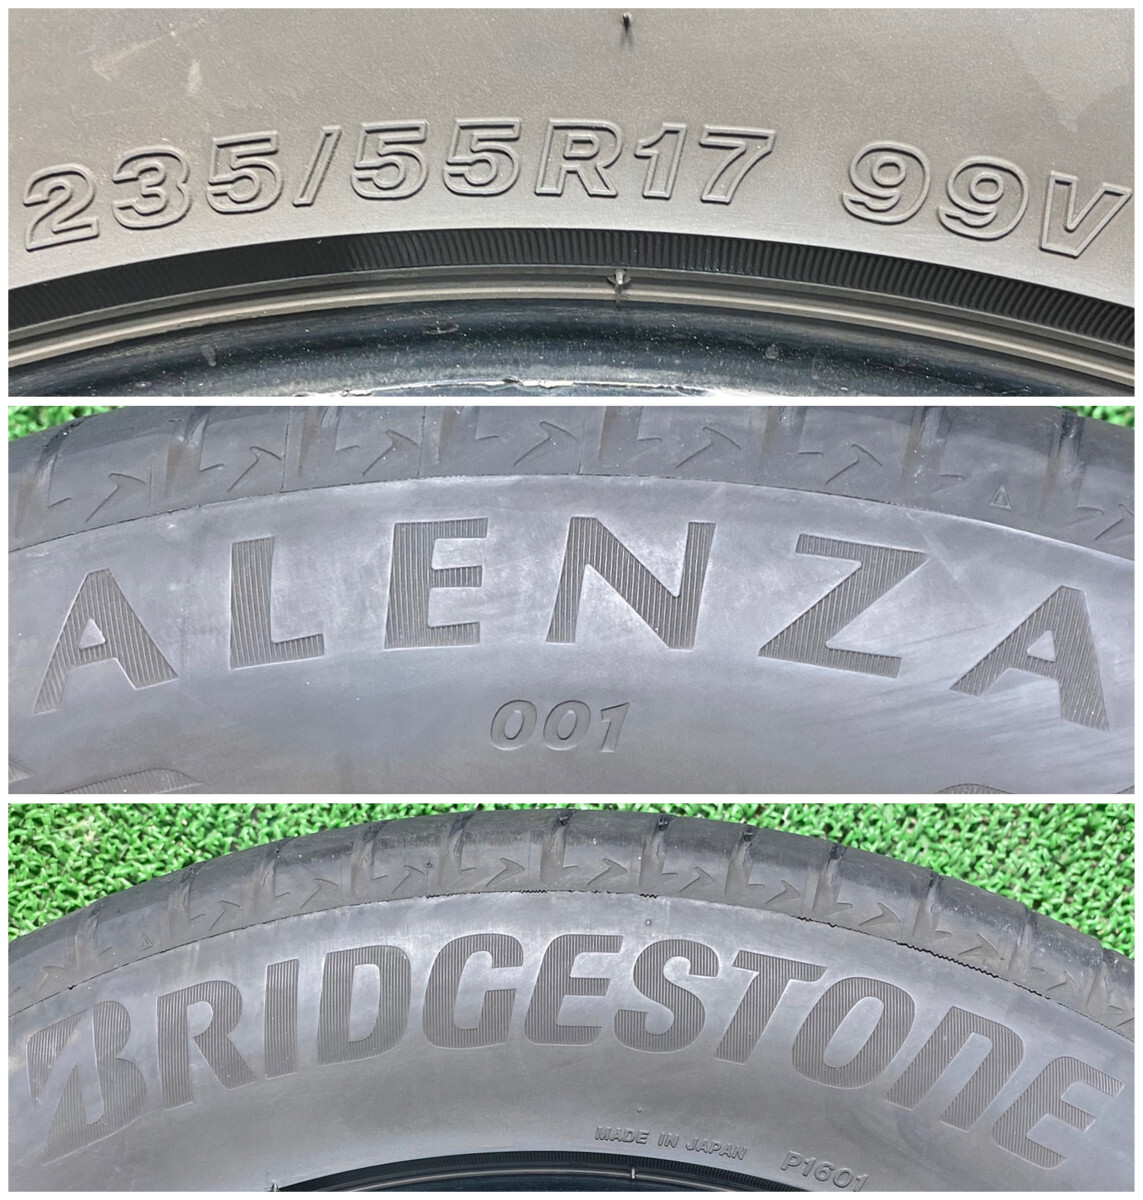 235/55R17 99V
ALENZA
001
BRIDGESTONE
MADE IN JAPAN P1601